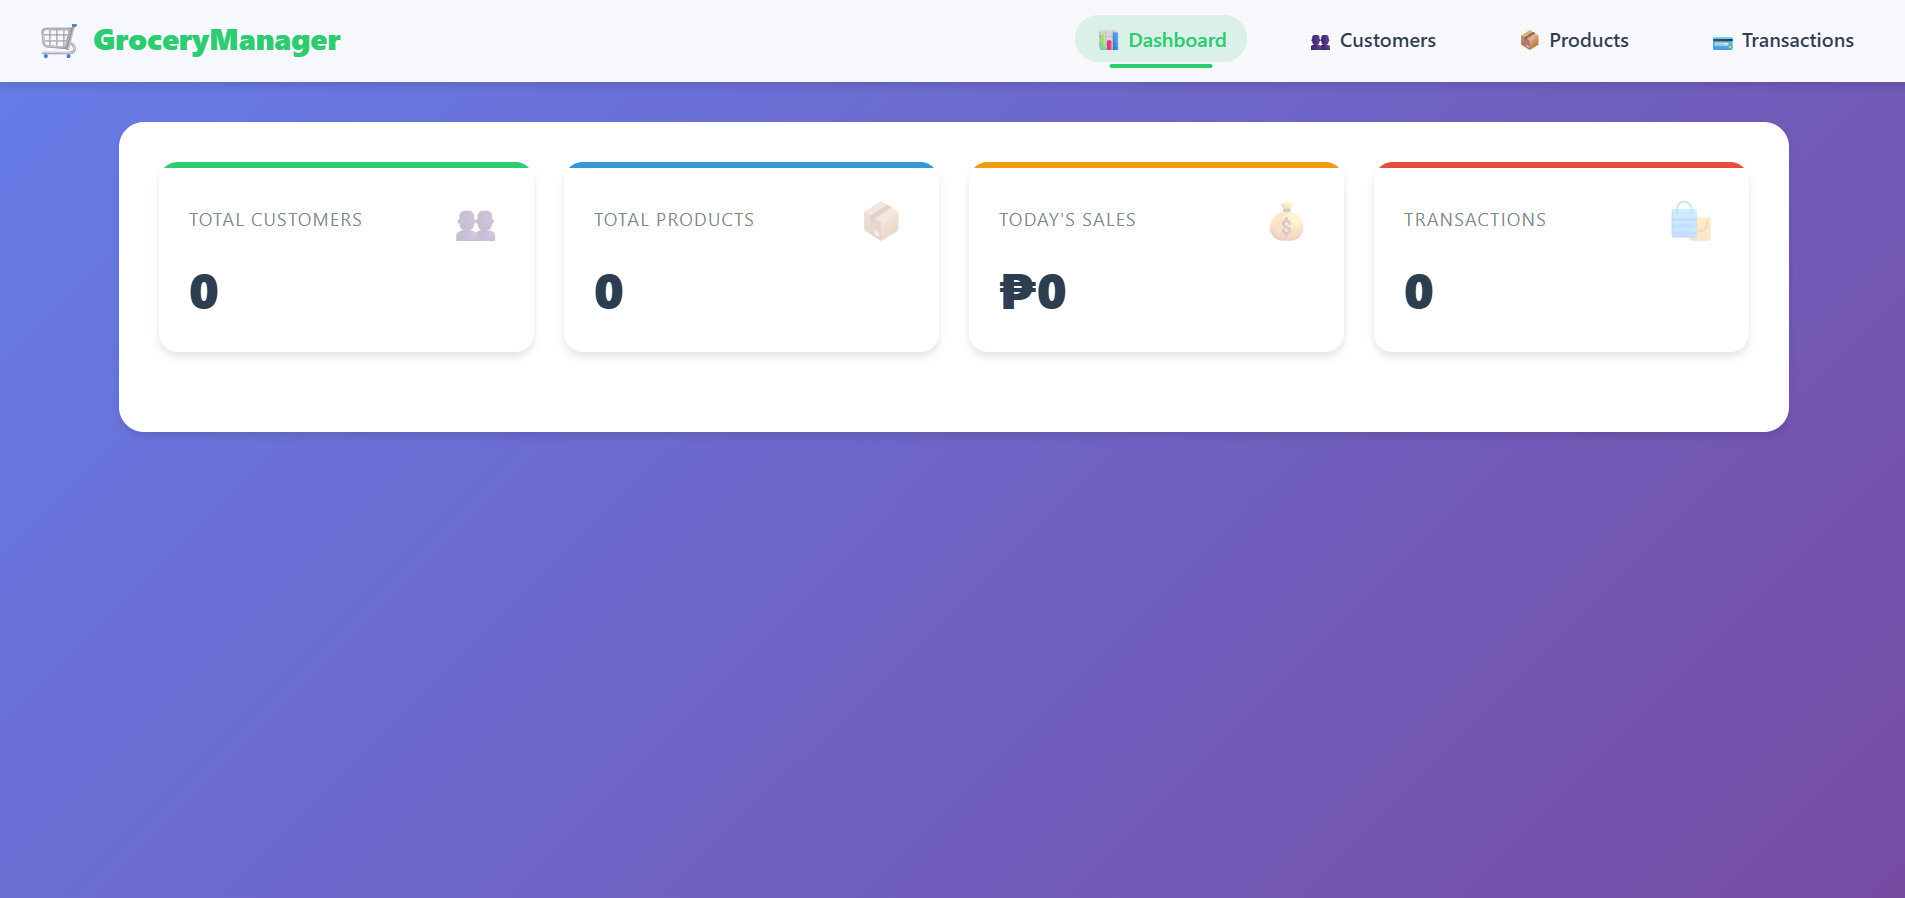 GroceryManager
Dashboard
Customers
Products
Transactions
TOTAL CUSTOMERS
0
TOTAL PRODUCTS
0
TODAY'S SALES
₱0
TRANSACTIONS
0